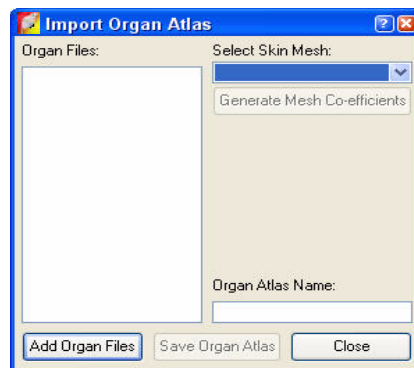 Import Organ Atlas
Organ Files:
Select Skin Mesh:
Generate Mesh Co-efficients
Organ Atlas Name:
Add Organ Files
Save Organ Atlas
Close